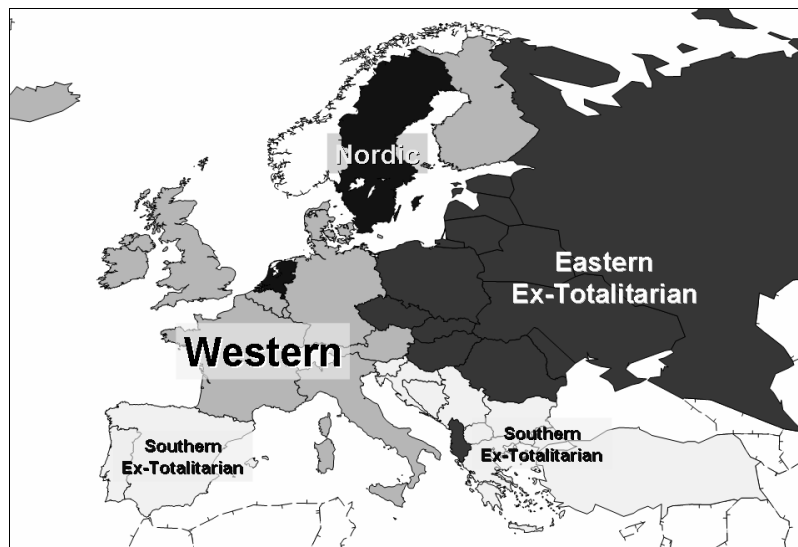 Nordic
Eastern
Ex-Totalitarian
Western
Southern
Ex-Totalitarian
Southern
Ex-Totalitarian